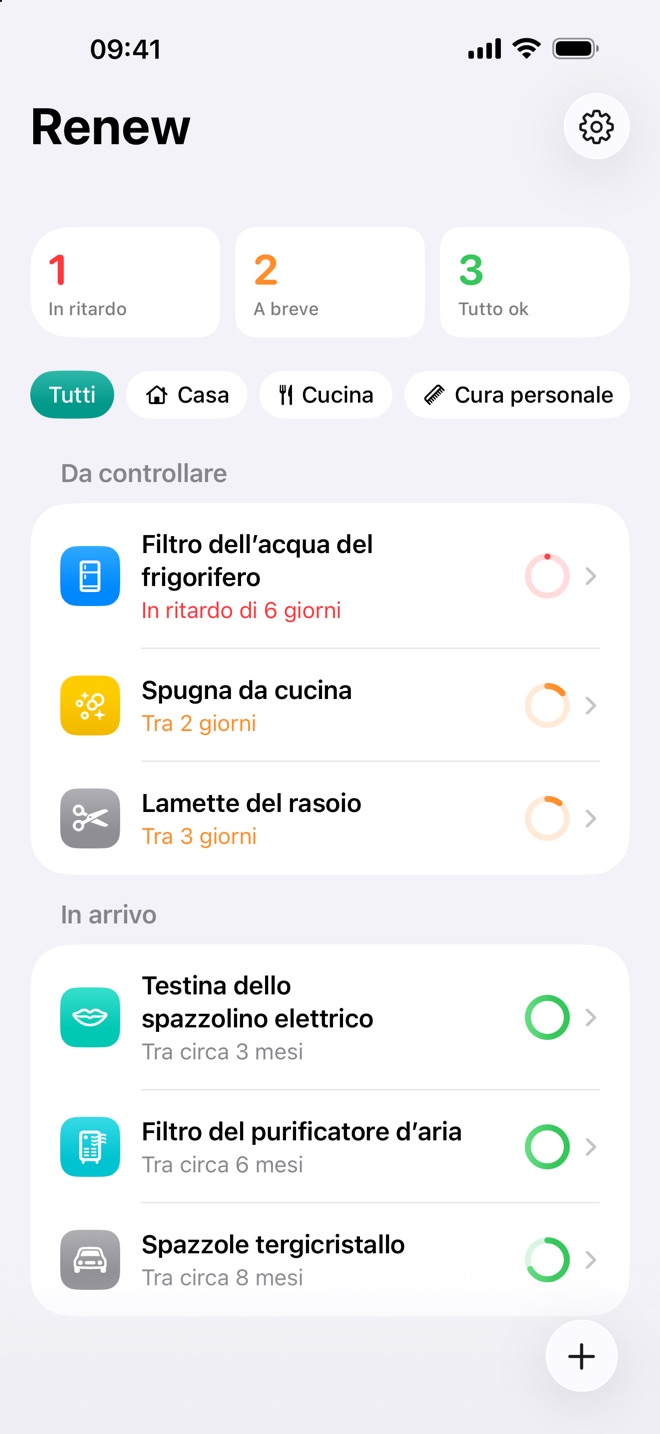 09:41
Renew
1
In ritardo
2
A breve
3
Tutto ok
Tutti
Casa
Cucina
Cura personale
Da controllare
Filtro dell’acqua del
frigorifero
In ritardo di 6 giorni
Spugna da cucina
Tra 2 giorni
Lamette del rasoio
Tra 3 giorni
In arrivo
Testina dello
spazzolino elettrico
Tra circa 3 mesi
Filtro del purificatore d’aria
Tra circa 6 mesi
Spazzole tergicristallo
Tra circa 8 mesi